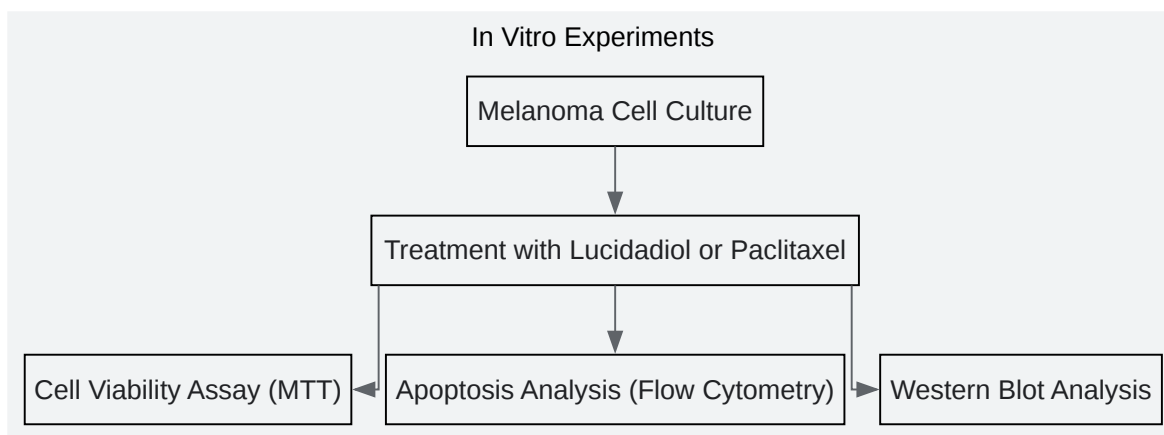 In Vitro Experiments
Melanoma Cell Culture
Treatment with Lucidadiol or Paclitaxel
Cell Viability Assay (MTT)
Apoptosis Analysis (Flow Cytometry)
Western Blot Analysis